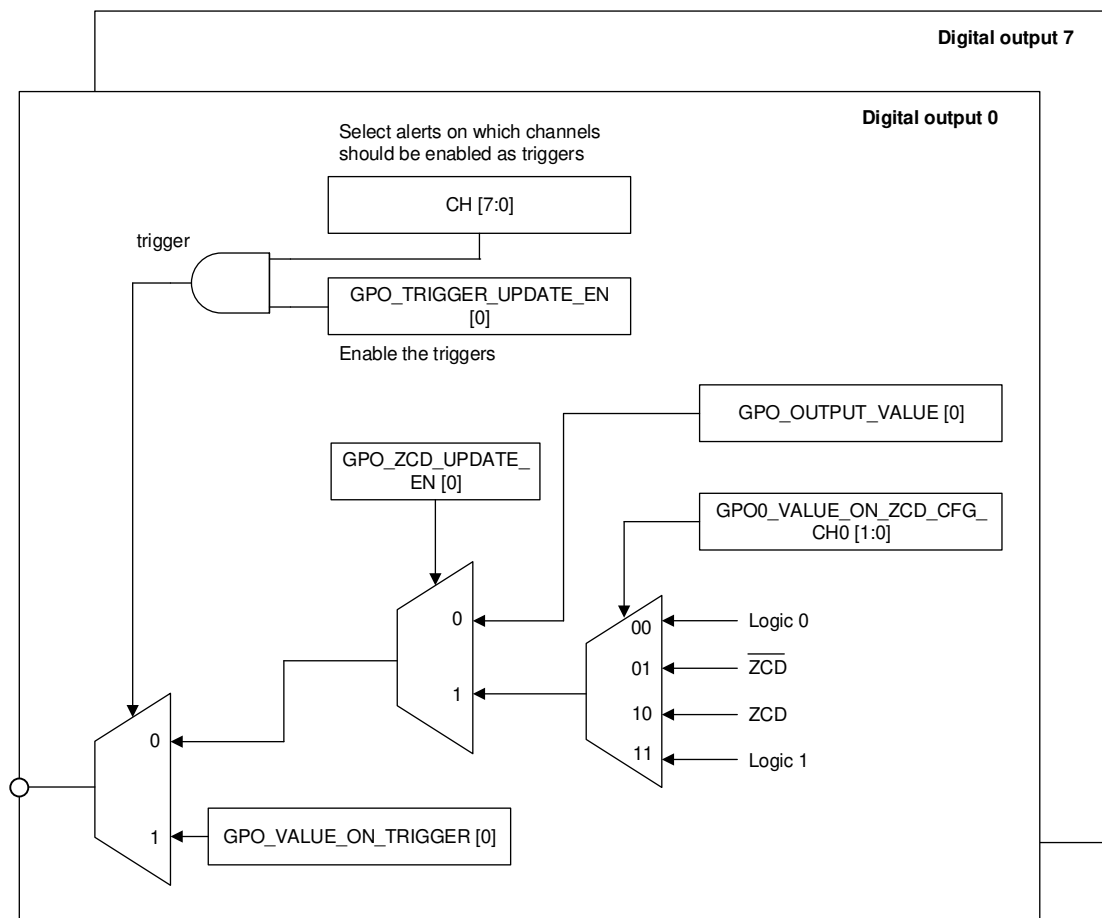 Digital output 7
Digital output 0
Select alerts on which channels
should be enabled as triggers
CH [7:0]
trigger
GPO_TRIGGER_UPDATE_EN
[0]
Enable the triggers
GPO_OUTPUT_VALUE [0]
GPO_ZCD_UPDATE_
EN [0]
GPO0_VALUE_ON_ZCD_CFG_
CH0 [1:0]
0
1
00
Logic 0
01
Z̅C̅D̅
10
ZCD
11
Logic 1
0
1
GPO_VALUE_ON_TRIGGER [0]